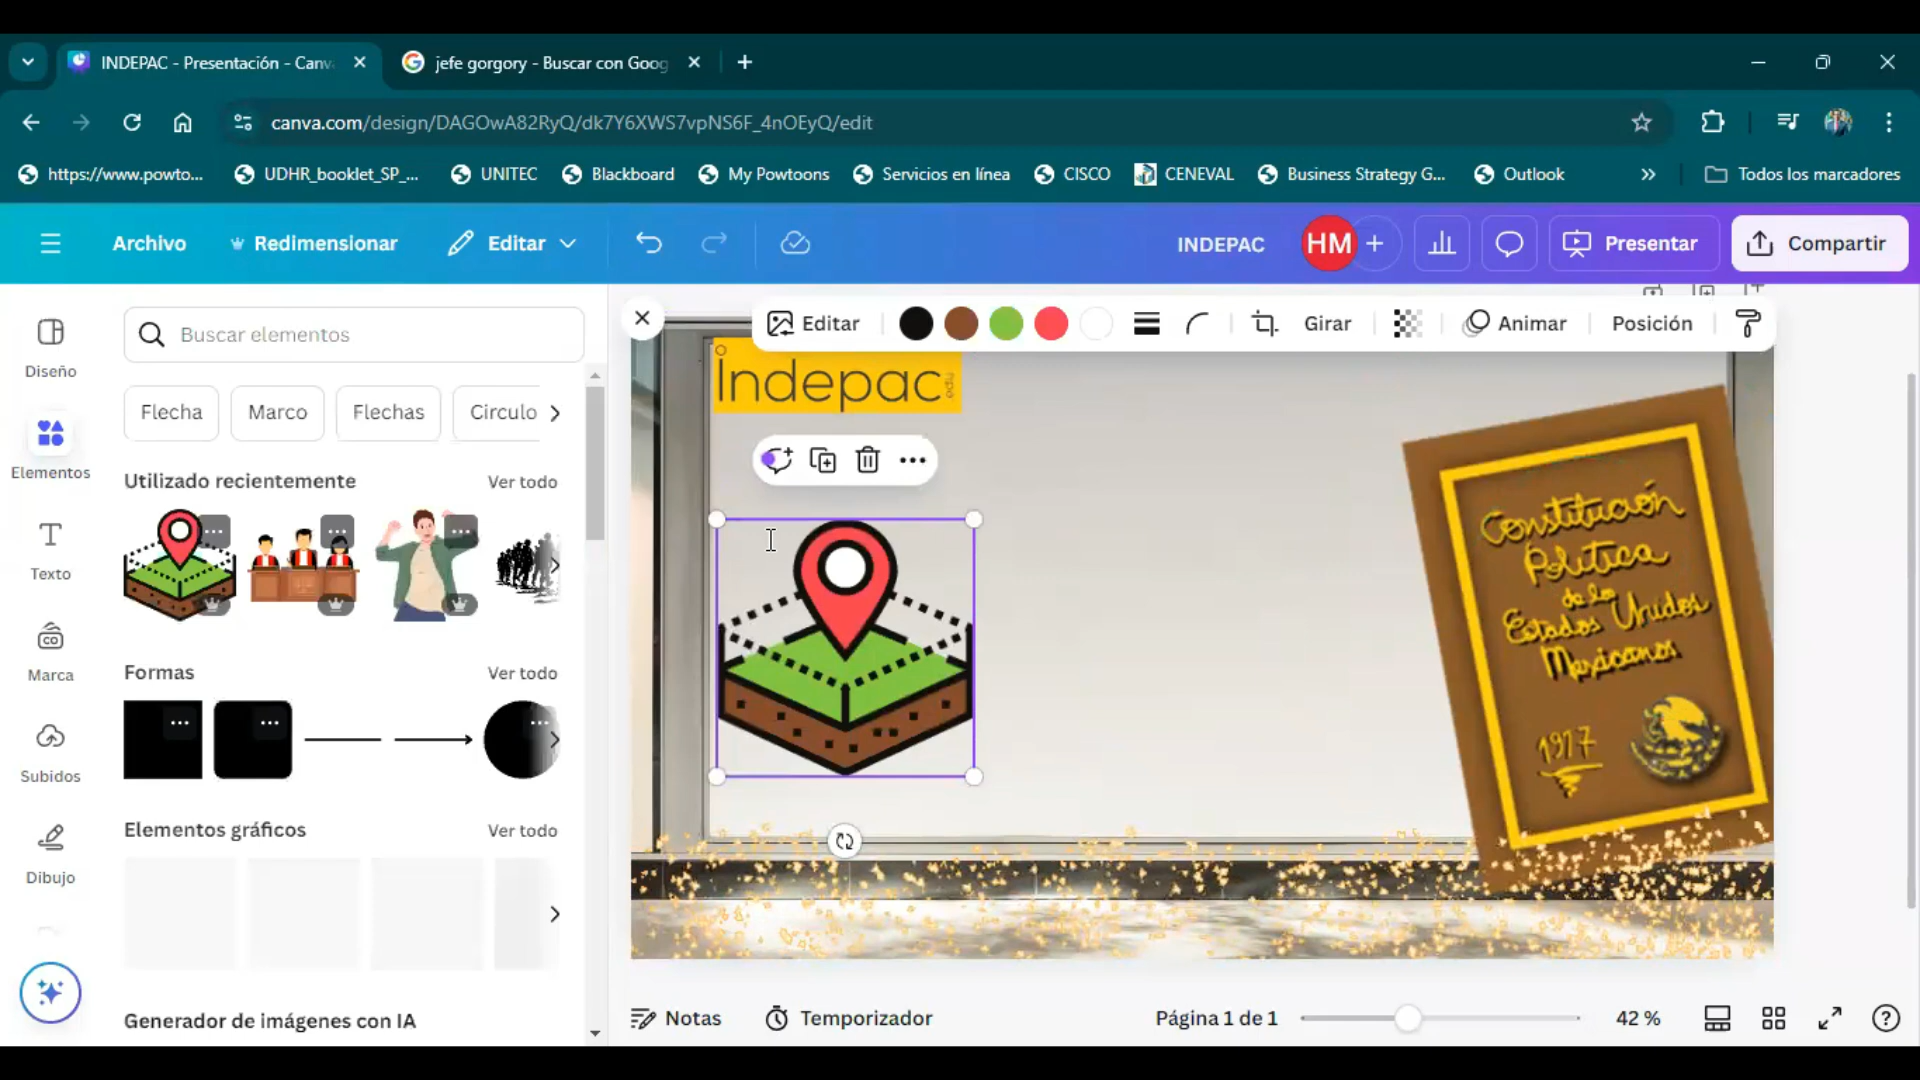 INDEPAC - Presentación - Canv
jefe gorgory - Buscar con Goog
canva.com/design/DAGOwA82RyQ/dk7Y6XWS7vpNS6F_4nOEyQ/edit
https://www.powto...
UDHR_booklet_SP_...
UNITEC
Blackboard
My Powtoons
Servicios en línea
CISCO
CENEVAL
Business Strategy G...
Outlook
Todos los marcadores
Archivo
Redimensionar
Editar
INDEPAC
HM
Presentar
Compartir
Diseño
Elementos
Texto
Marca
Subidos
Dibujo
Buscar elementos
Flecha
Marco
Flechas
Circulo
Utilizado recientemente
Ver todo
Formas
Ver todo
Elementos gráficos
Ver todo
Generador de imágenes con IA
Editar
Girar
Animar
Posición
Indepac
edu
Constitución
Política
de los
Estados Unidos
Mexicanos
1917
Notas
Temporizador
Página 1 de 1
42 %